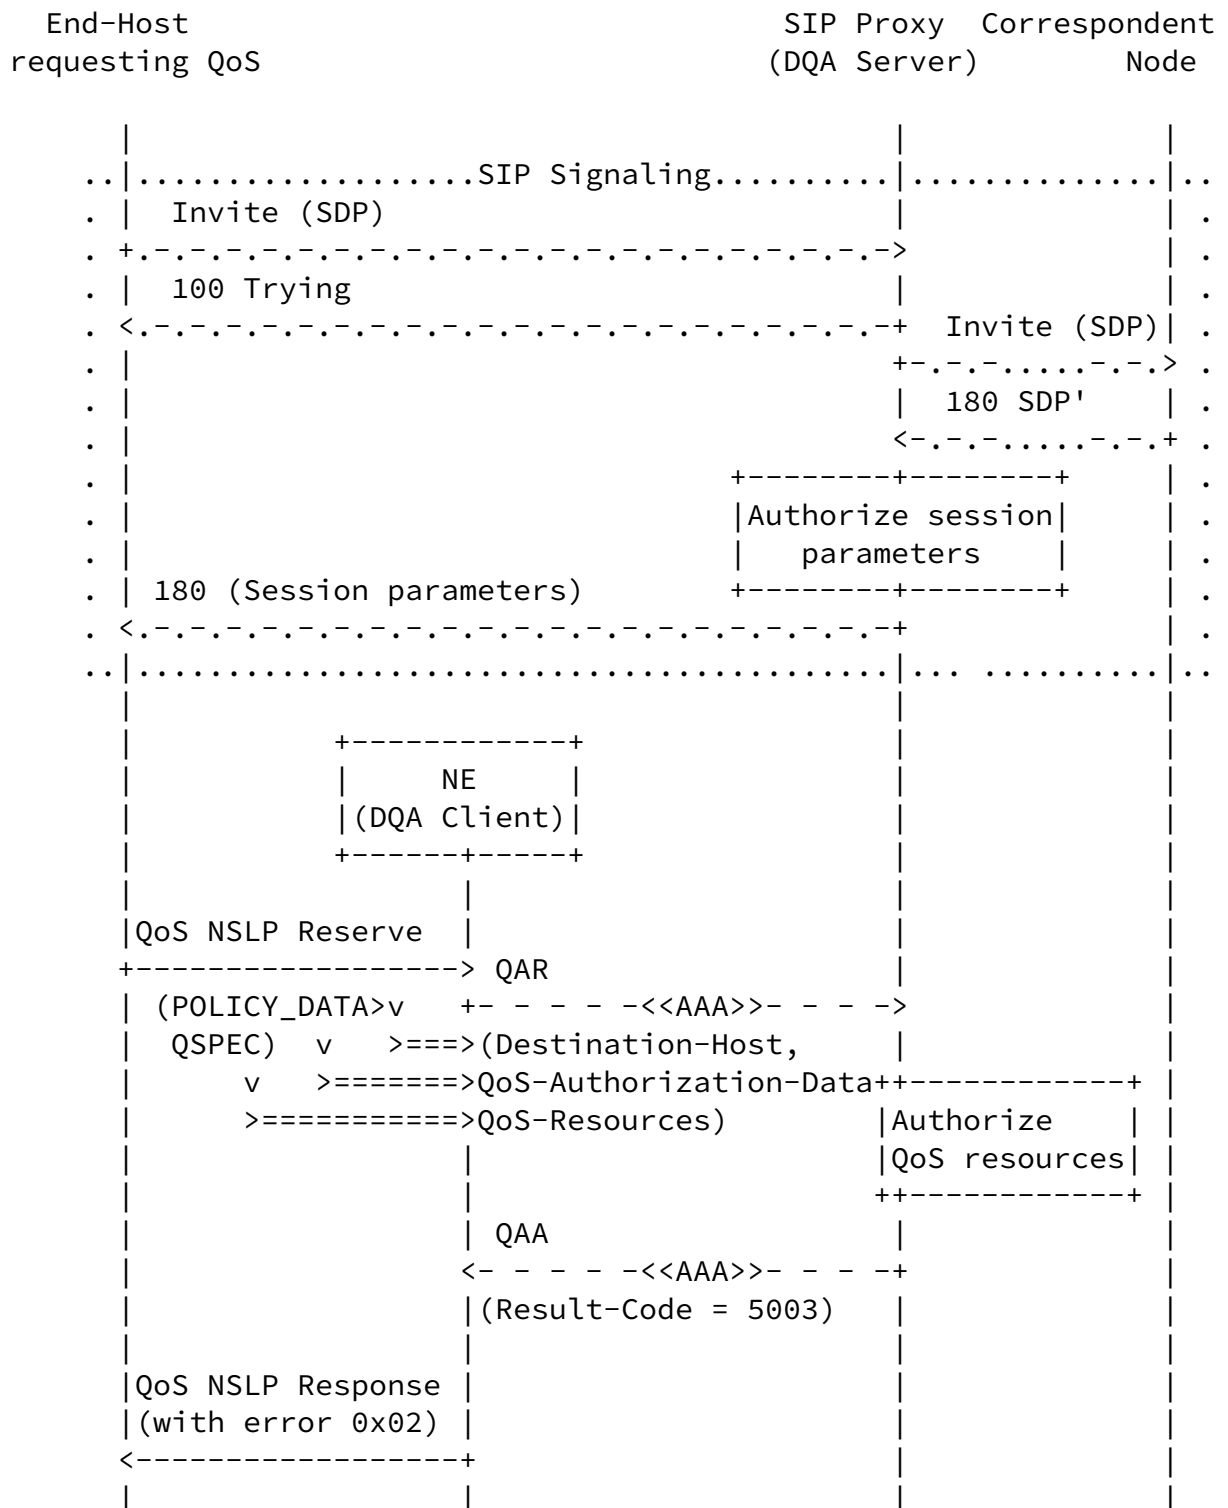 End-Host SIP Proxy Correspondent
requesting QoS (DQA Server) Node
SIP Signaling
Invite (SDP)
100 Trying
Invite (SDP)
180 SDP'
Authorize session
parameters
180 (Session parameters)
NE
(DQA Client)
QoS NSLP Reserve
QAR
(POLICY_DATA>v <<AAA>>
QSPEC) v >===>(Destination-Host,
v >=======>QoS-Authorization-Data
>===========>QoS-Resources) Authorize
QoS resources
QAA
<<AAA>>
(Result-Code = 5003)
QoS NSLP Response
(with error 0x02)